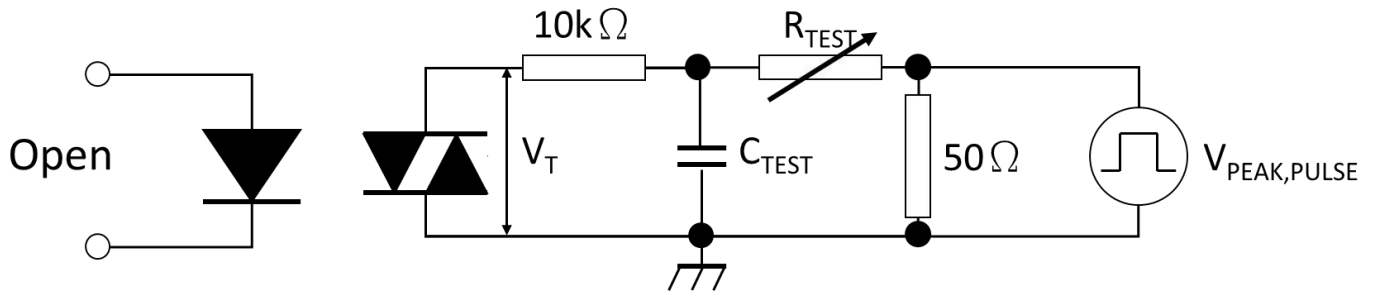 10kΩ
R_TEST
Open
V_T
C_TEST
50Ω
V_PEAK,PULSE